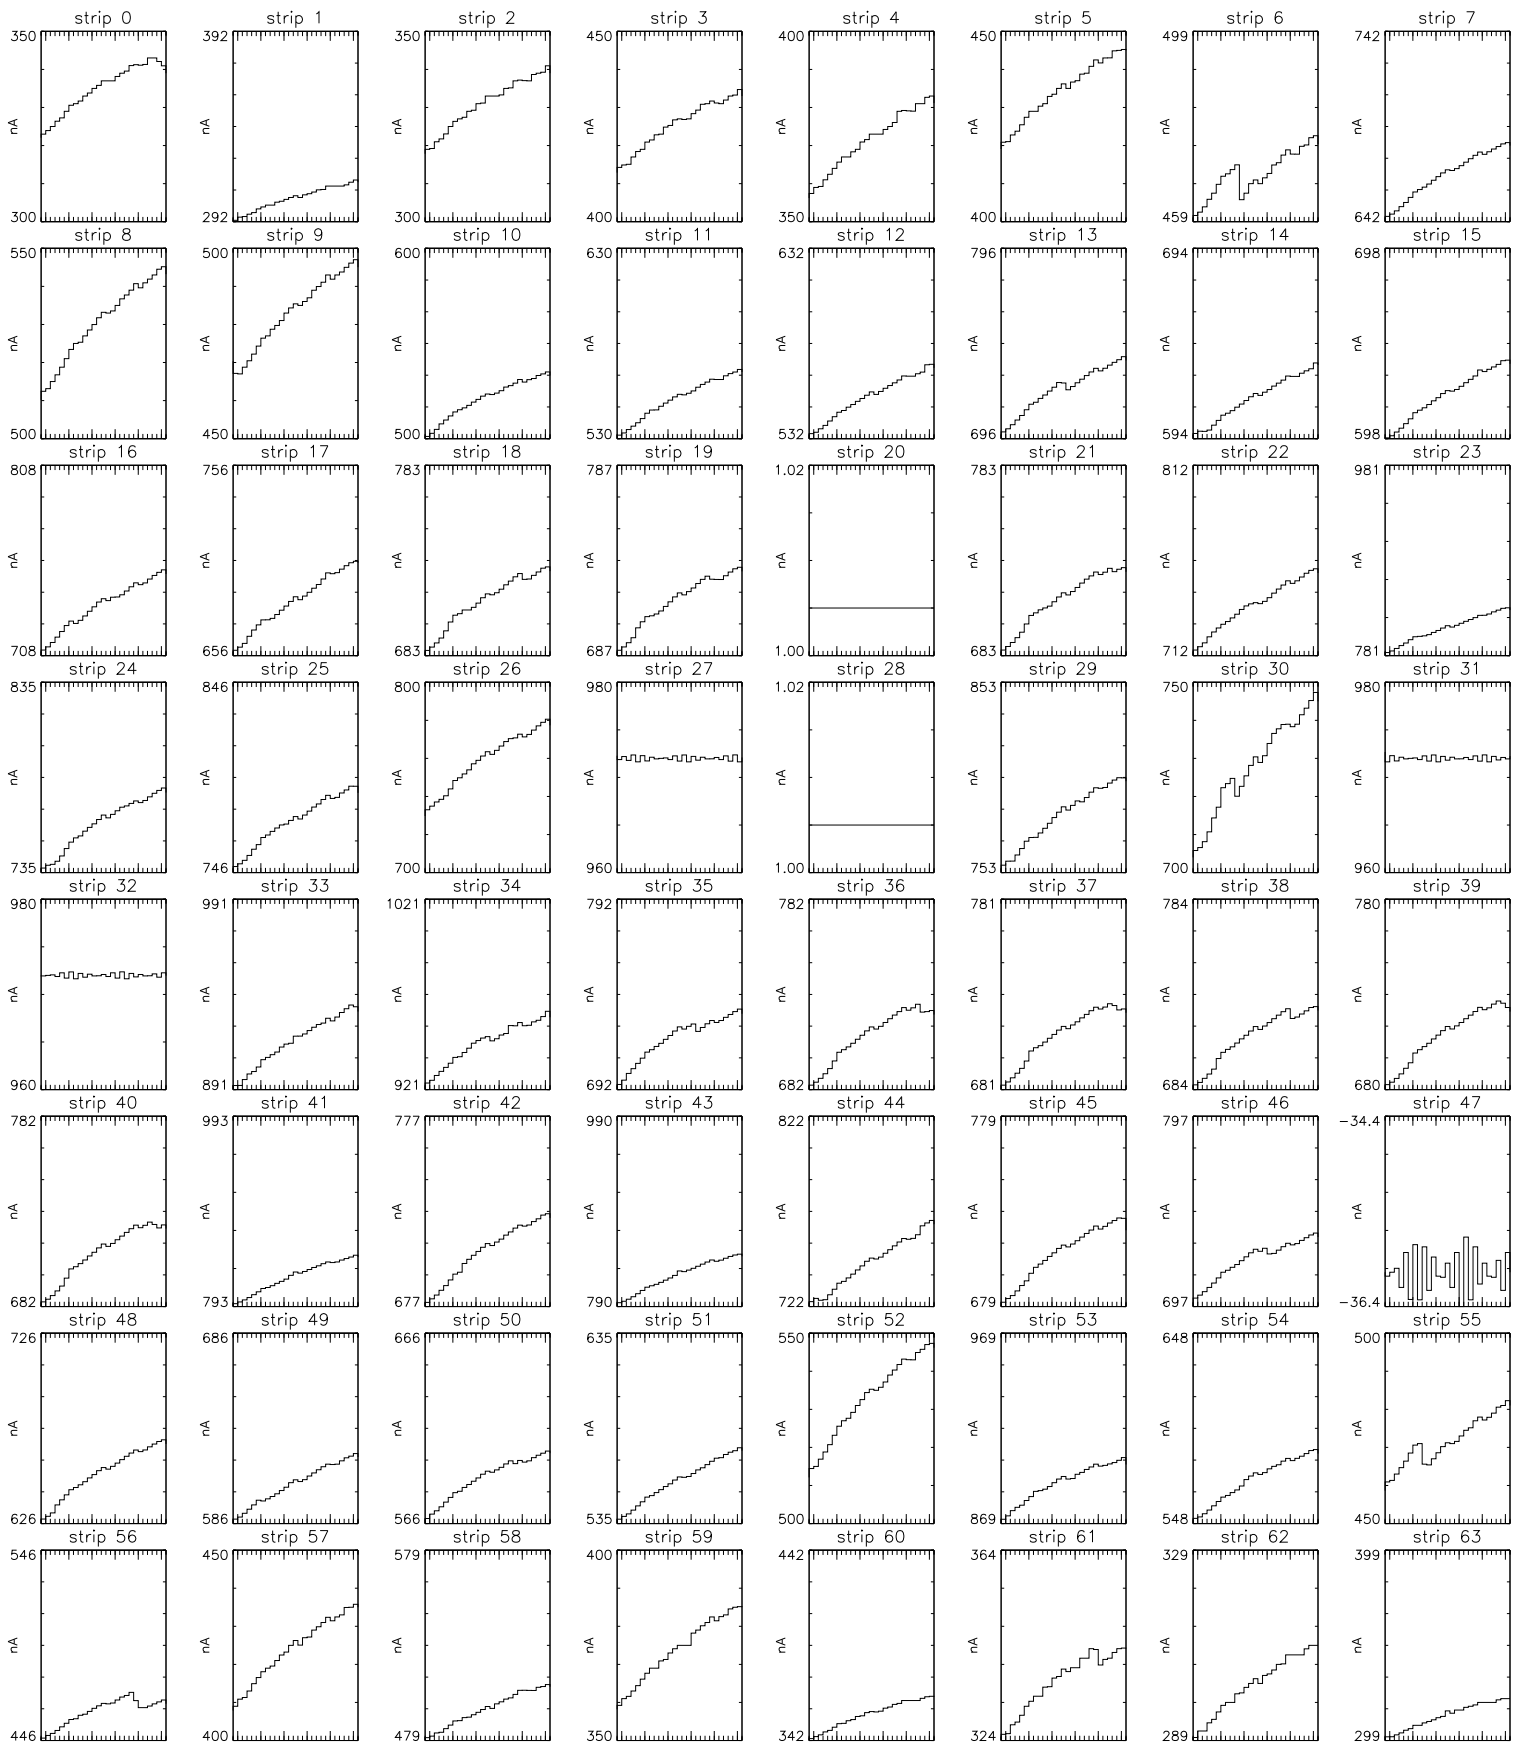 strip 0 strip 1 strip 2 strip 3 strip 4 strip 5 strip 6 strip 7
350 392 350 450 400 450 499 742
nA nA nA nA nA nA nA nA
300 292 300 400 350 400 459 642
strip 8 strip 9 strip 10 strip 11 strip 12 strip 13 strip 14 strip 15
550 500 600 630 632 796 694 698
nA nA nA nA nA nA nA nA
500 450 500 530 532 696 594 598
strip 16 strip 17 strip 18 strip 19 strip 20 strip 21 strip 22 strip 23
808 756 783 787 1.02 783 812 981
nA nA nA nA nA nA nA nA
708 656 683 687 1.00 683 712 781
strip 24 strip 25 strip 26 strip 27 strip 28 strip 29 strip 30 strip 31
835 846 800 980 1.02 853 750 980
nA nA nA nA nA nA nA nA
735 746 700 960 1.00 753 700 960
strip 32 strip 33 strip 34 strip 35 strip 36 strip 37 strip 38 strip 39
980 991 1021 792 782 781 784 780
nA nA nA nA nA nA nA nA
960 891 921 692 682 681 684 680
strip 40 strip 41 strip 42 strip 43 strip 44 strip 45 strip 46 strip 47
782 993 777 990 822 779 797 −34.4
nA nA nA nA nA nA nA nA
682 793 677 790 722 679 697 −36.4
strip 48 strip 49 strip 50 strip 51 strip 52 strip 53 strip 54 strip 55
726 686 666 635 550 969 648 500
nA nA nA nA nA nA nA nA
626 586 566 535 500 869 548 450
strip 56 strip 57 strip 58 strip 59 strip 60 strip 61 strip 62 strip 63
546 450 579 400 442 364 329 399
nA nA nA nA nA nA nA nA
446 400 479 350 342 324 289 299